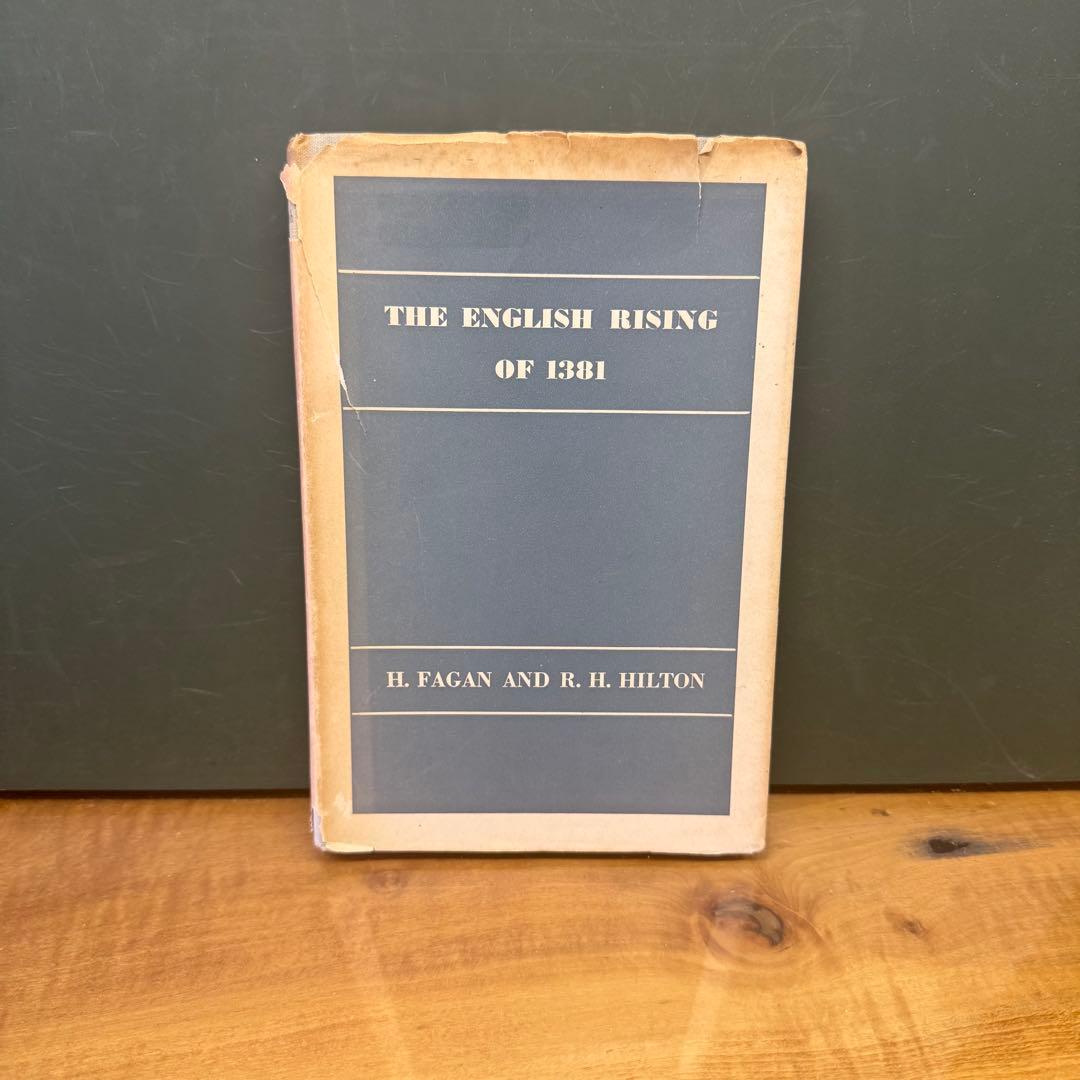 THE ENGLISH RISING
OF 1381
H. FAGAN AND R. H. HILTON